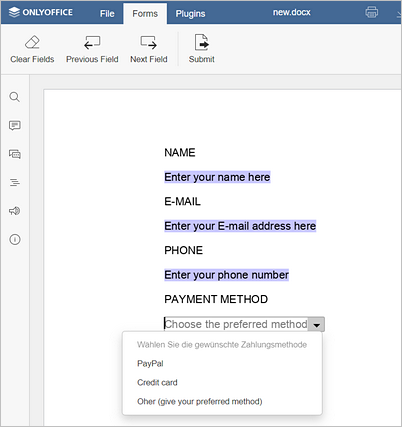 ONLYOFFICE File Forms Plugins new.docx
Clear Fields Previous Field Next Field Submit
NAME
Enter your name here
E-MAIL
Enter your E-mail address here
PHONE
Enter your phone number
PAYMENT METHOD
Choose the preferred method
Wählen Sie die gewünschte Zahlungsmethode
PayPal
Credit card
Oher (give your preferred method)